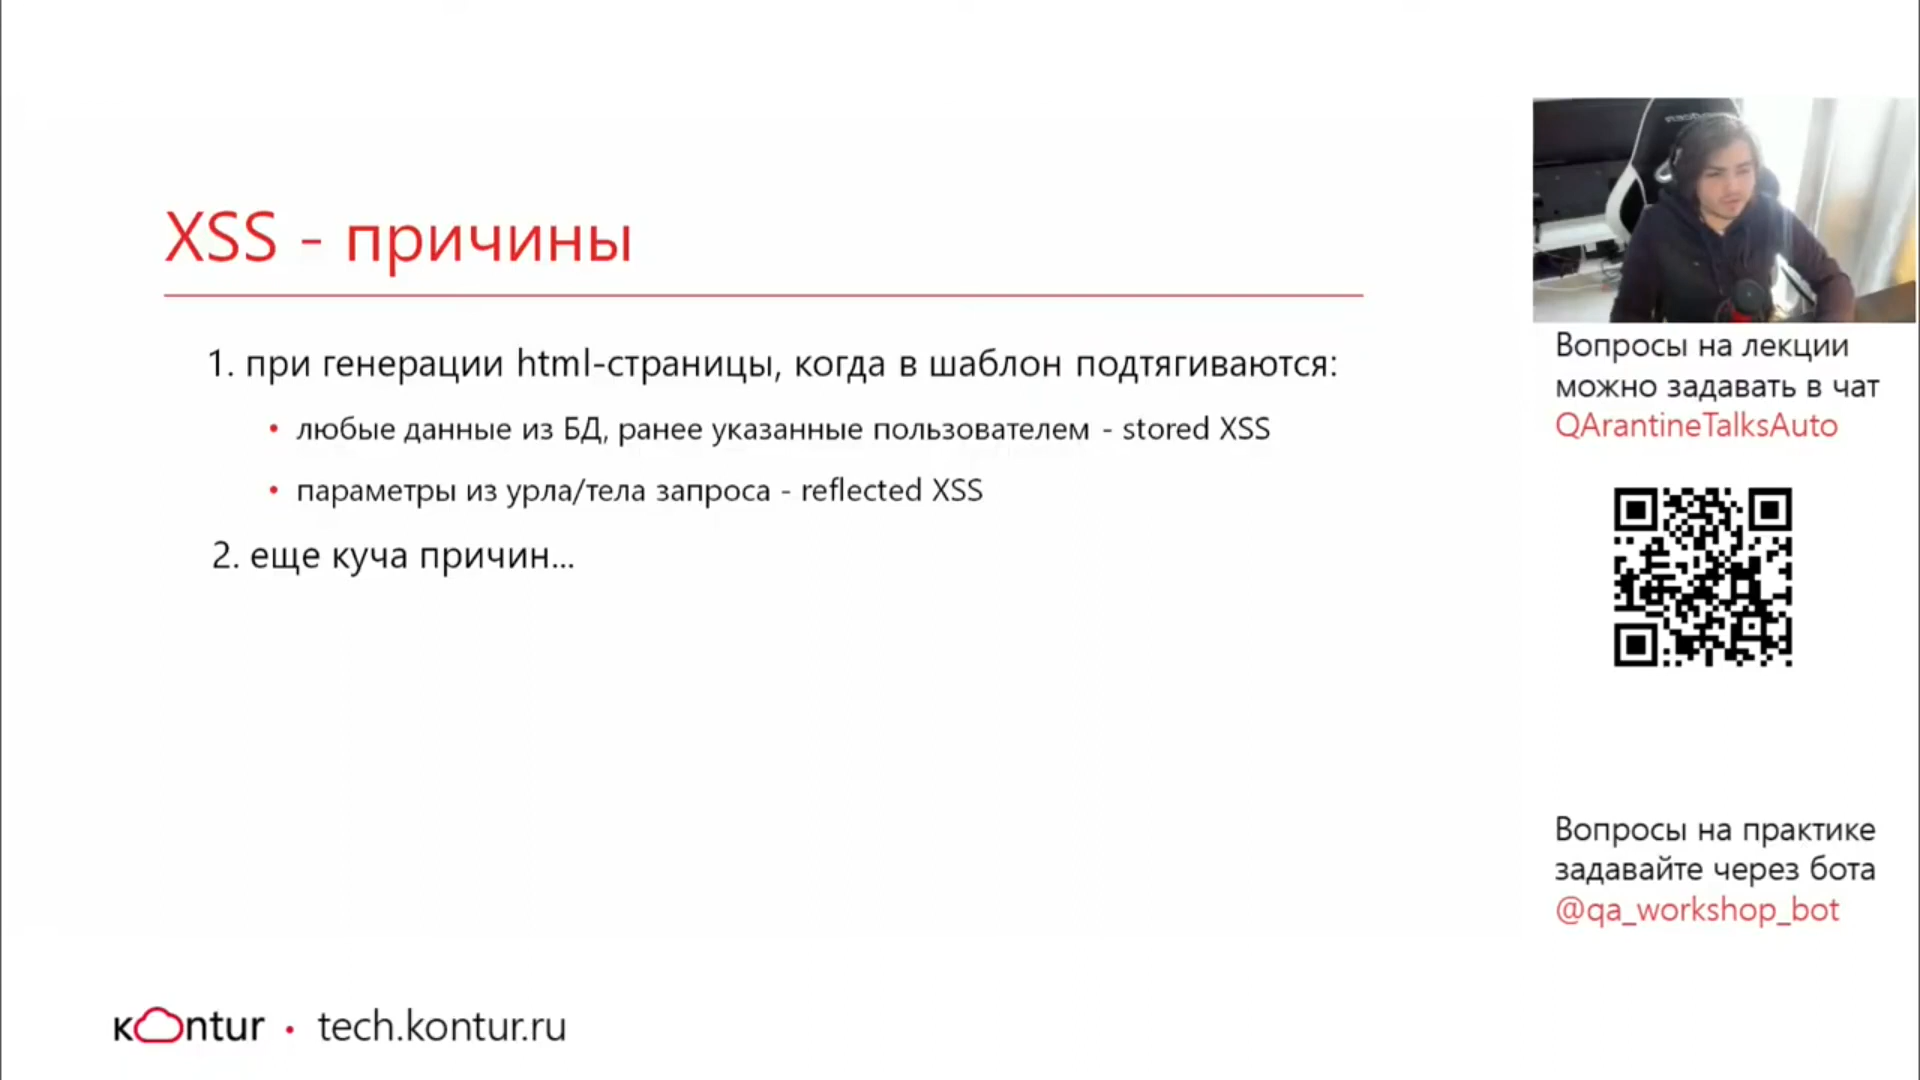 XSS - причины
1. при генерации html-страницы, когда в шаблон подтягиваются:
• любые данные из БД, ранее указанные пользователем - stored XSS
• параметры из урла/тела запроса - reflected XSS
2. еще куча причин...
Вопросы на лекции
можно задавать в чат
QArantineTalksAuto
Вопросы на практике
задавайте через бота
@qa_workshop_bot
контur • tech.kontur.ru